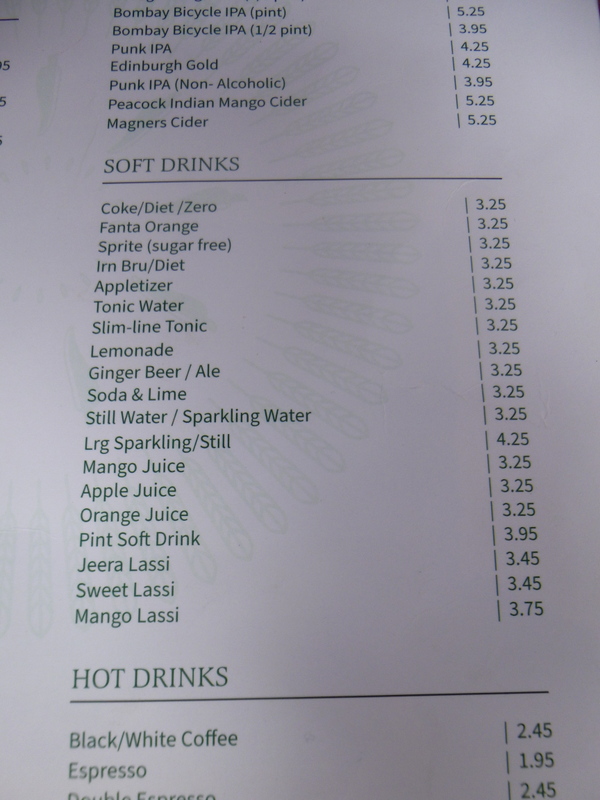 Bombay Bicycle IPA (pint) | 5.25
Bombay Bicycle IPA (1/2 pint) | 3.95
Punk IPA | 4.25
Edinburgh Gold | 4.25
Punk IPA (Non- Alcoholic) | 3.95
Peacock Indian Mango Cider | 5.25
Magners Cider | 5.25
SOFT DRINKS
Coke/Diet /Zero | 3.25
Fanta Orange | 3.25
Sprite (sugar free) | 3.25
Irn Bru/Diet | 3.25
Appletizer | 3.25
Tonic Water | 3.25
Slim-line Tonic | 3.25
Lemonade | 3.25
Ginger Beer / Ale | 3.25
Soda & Lime | 3.25
Still Water / Sparkling Water | 3.25
Lrg Sparkling/Still | 4.25
Mango Juice | 3.25
Apple Juice | 3.25
Orange Juice | 3.25
Pint Soft Drink | 3.95
Jeera Lassi | 3.45
Sweet Lassi | 3.45
Mango Lassi | 3.75
HOT DRINKS
Black/White Coffee | 2.45
Espresso | 1.95
Double Espresso | 2.45